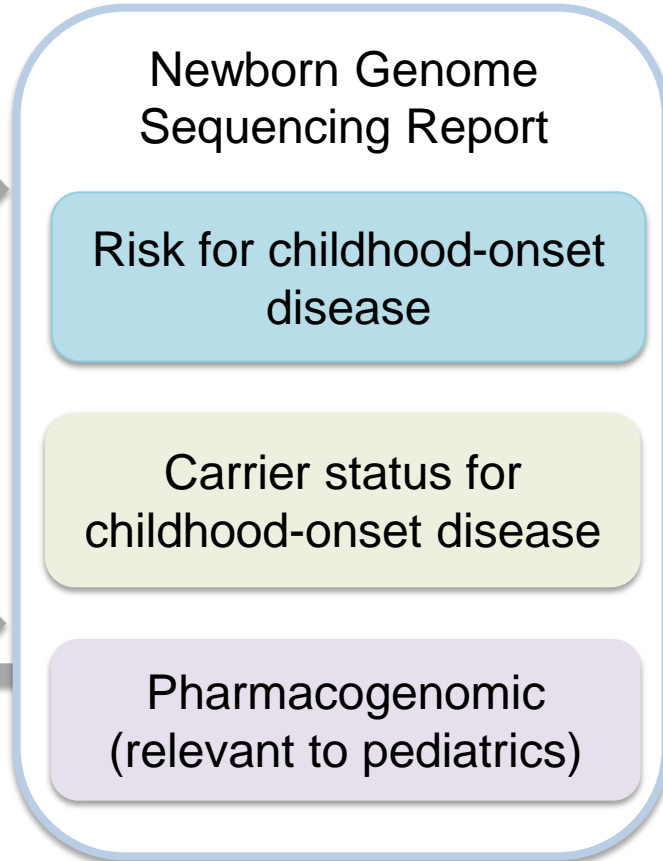 Newborn Genome
Sequencing Report
Risk for childhood-onset
disease
Carrier status for
childhood-onset disease
Pharmacogenomic
(relevant to pediatrics)